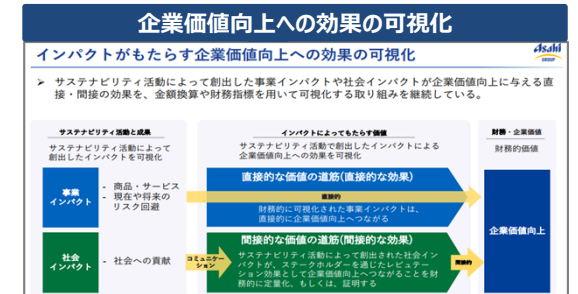 企業価値向上への効果の可視化
インパクトがもたらす企業価値向上への効果の可視化
Asahi
GROUP
➢ サステナビリティ活動によって創出した事業インパクトや社会インパクトが企業価値向上に与える直
接・間接の効果を、金額換算や財務指標を用いて可視化する取り組みを継続している。
サステナビリティ活動と成果
サステナビリティ活動によって
創出したインパクトを可視化
インパクトによってもたらす価値
サステナビリティ活動で創出したインパクトによる
企業価値向上への効果を可視化
財務・企業価値
財務的価値
事業
インパクト
- 商品・サービス
- 現在や将来の
リスク回避
直接的な価値の道筋(直接的な効果)
直接的
財務的に可視化された事業インパクトは、
直接的に企業価値向上へつながる
企業価値向上
社会
インパクト
- 社会への貢献
コミュニケー
ション
間接的な価値の道筋(間接的な効果)
サステナビリティ活動によって創出された社会イン
パクトが、ステークホルダーを通じたレピュテー
ション効果として企業価値向上へつながることを財
務的に定量化、もしくは、証明する
間接的